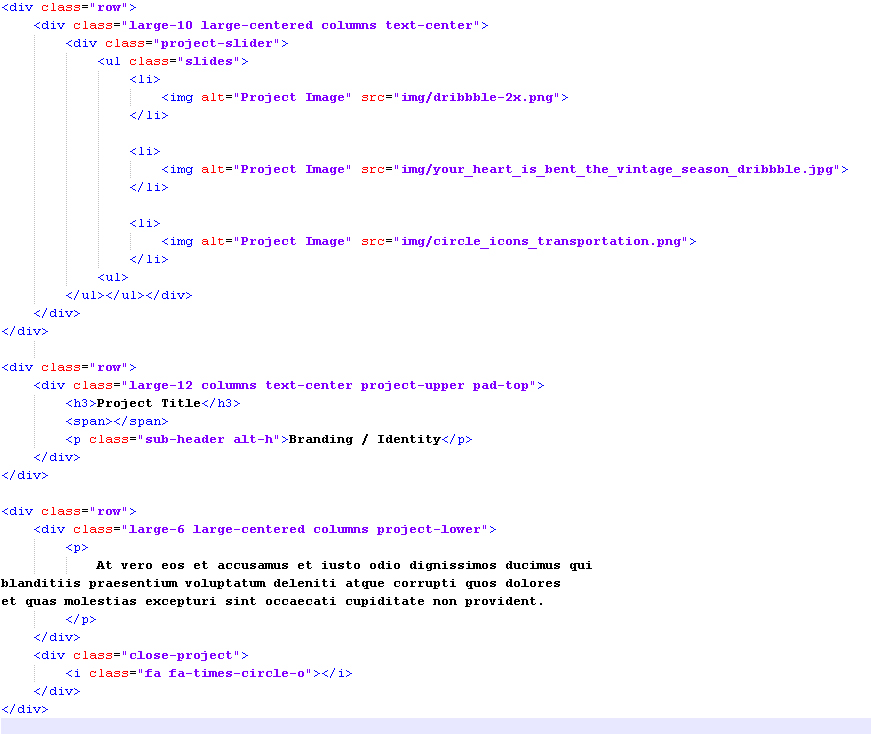 <div class="row">
<div class="large-10 large-centered columns text-center">
<div class="project-slider">
<ul class="slides">
<li>
<img alt="Project Image" src="img/dribbble-2x.png">
</li>
<li>
<img alt="Project Image" src="img/your_heart_is_bent_the_vintage_season_dribbble.jpg">
</li>
<li>
<img alt="Project Image" src="img/circle_icons_transportation.png">
</li>
<ul>
</ul></ul></div>
</div>
</div>
<div class="row">
<div class="large-12 columns text-center project-upper pad-top">
<h3>Project Title</h3>
<span></span>
<p class="sub-header alt-h">Branding / Identity</p>
</div>
</div>
<div class="row">
<div class="large-6 large-centered columns project-lower">
<p>
At vero eos et accusamus et iusto odio dignissimos ducimus qui
blanditiis praesentium voluptatum deleniti atque corrupti quos dolores
et quas molestias excepturi sint occaecati cupiditate non provident.
</p>
</div>
<div class="close-project">
<i class="fa fa-times-circle-o"></i>
</div>
</div>